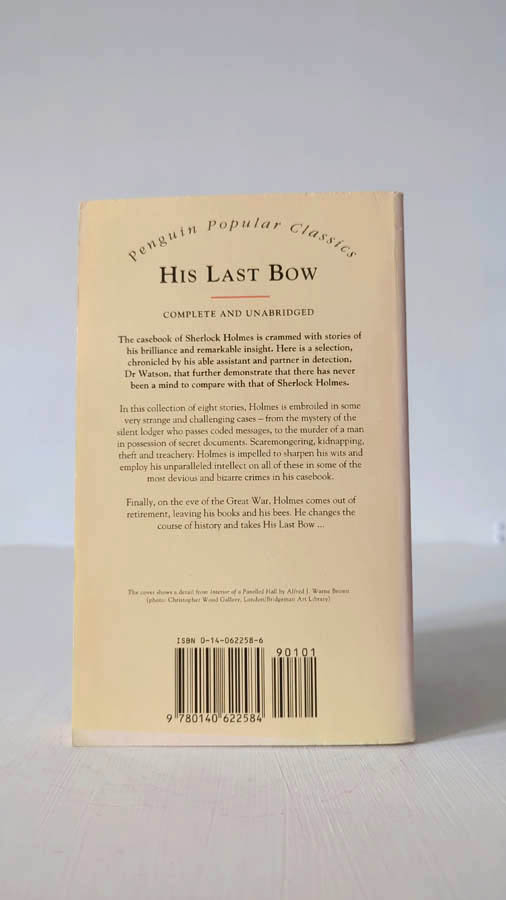 Penguin Popular Classics
HIS LAST BOW
COMPLETE AND UNABRIDGED
The casebook of Sherlock Holmes is crammed with stories of
his brilliance and remarkable insight. Here is a selection,
chronicled by his able assistant and partner in detection,
Dr Watson, that further demonstrate that there has never
been a mind to compare with that of Sherlock Holmes.
In this collection of eight stories, Holmes is embroiled in some
very strange and challenging cases – from the mystery of the
silent lodger who passes coded messages, to the murder of a man
in possession of secret documents. Scaremongering, kidnapping,
theft and treachery. Holmes is impelled to sharpen his wits and
employ his unparalleled intellect on all of these in some of the
most devious and bizarre crimes in his casebook.
Finally, on the eve of the Great War, Holmes comes out of
retirement, leaving his books and his bees. He changes the
course of history and takes His Last Bow ...
The cover shows a detail from Interior of a Panelled Hall by Alfred J. Warne Brown
(photo: Christopher Wood Gallery, London/Bridgeman Art Library)
ISBN 0-14-062258-6
90101
9 780140 622584